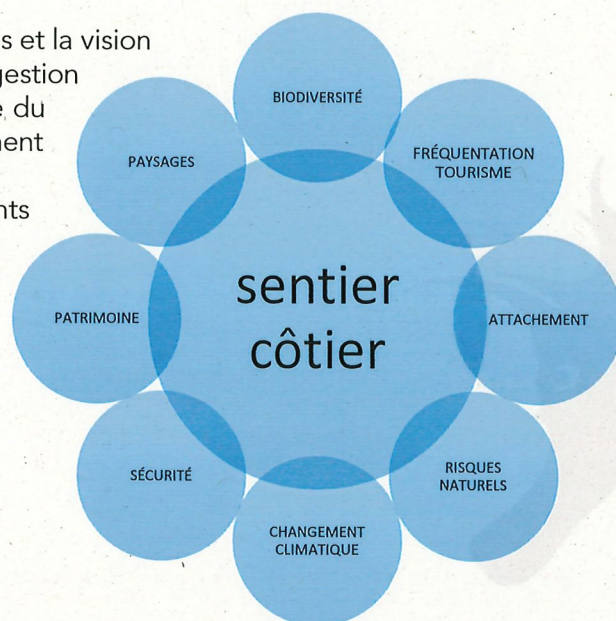 s et la vision
gestion
du
nent
nts
BIODIVERSITÉ
FRÉQUENTATION
TOURISME
ATTACHEMENT
RISQUES
NATURELS
CHANGEMENT
CLIMATIQUE
SÉCURITÉ
PATRIMOINE
PAYSAGES
sentier
côtier